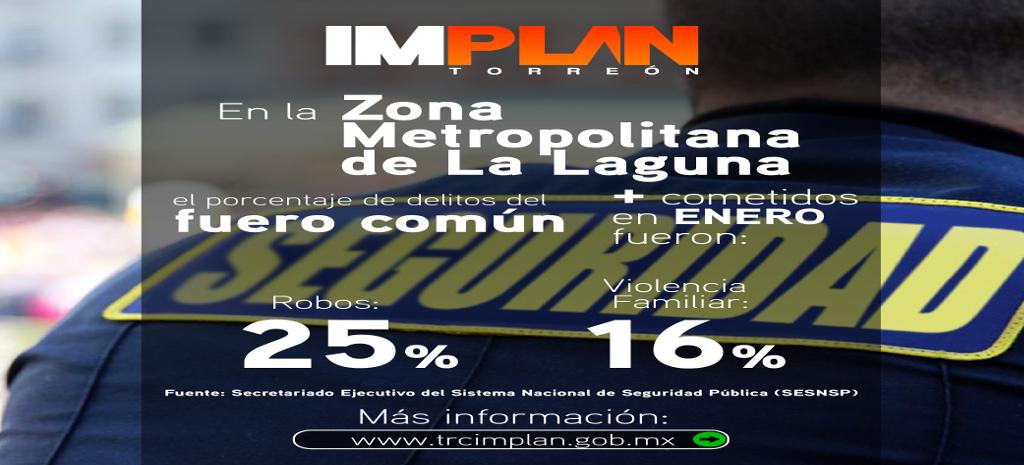 IMPLAN
TORREÓN
En la Zona
Metropolitana
de La Laguna
el porcentaje de delitos del
fuero común
+ cometidos
en ENERO
fueron:
SEGURIDAD
Robos:
25%
Violencia
Familiar:
16%
Fuente: Secretariado Ejecutivo del Sistema Nacional de Seguridad Pública (SESNSP)
Más información:
www.trcimplan.gob.mx